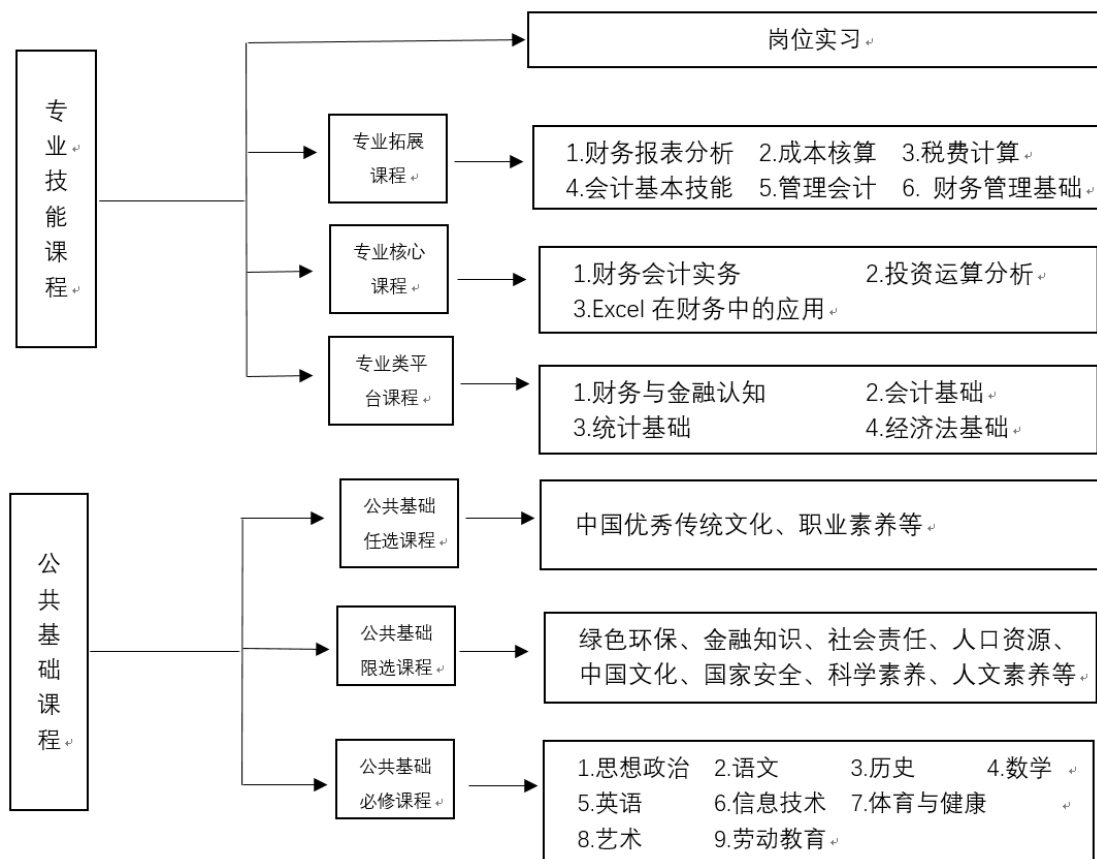 岗位实习
专业技能课程
专业拓展
课程
1.财务报表分析 2.成本核算 3.税费计算
4.会计基本技能 5.管理会计 6. 财务管理基础
专业核心
课程
1.财务会计实务 2.投资运算分析
3.Excel 在财务中的应用
专业类平
台课程
1.财务与金融认知 2.会计基础
3.统计基础 4.经济法基础
公共基础课程
公共基础
任选课程
中国优秀传统文化、职业素养等
公共基础
限选课程
绿色环保、金融知识、社会责任、人口资源、
中国文化、国家安全、科学素养、人文素养等
公共基础
必修课程
1.思想政治 2.语文 3.历史 4.数学
5.英语 6.信息技术 7.体育与健康
8.艺术 9.劳动教育